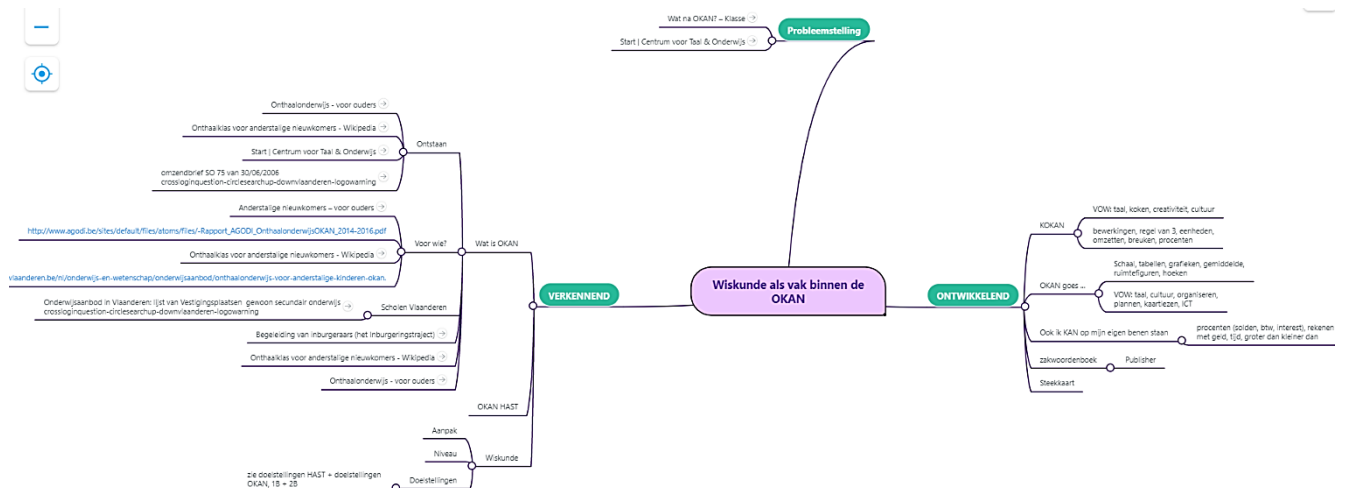 Wat na OKAN? – Klasse
Start | Centrum voor Taal & Onderwijs
Probleemstelling
Onthaalonderwijs - voor ouders
Onthaalklas voor anderstalige nieuwkomers - Wikipedia
Start | Centrum voor Taal & Onderwijs
omzendbrief SO 75 van 30/06/2006
crossloginquestion-circlesearchup-downvlaanderen-logowarning
Ontstaan
Anderstalige nieuwkomers – voor ouders
http://www.agodi.be/sites/default/files/atoms/files/-Rapport_AGODI_OnthaalonderwijsOKAN_2014-2016.pdf
Onthaalklas voor anderstalige nieuwkomers - Wikipedia
vlaanderen.be/nl/onderwijs-en-wetenschap/onderwijsaanbod/onthaalonderwijs-voor-anderstalige-kinderen-okan.
Voor wie?
Wat is OKAN
Onderwijsaanbod in Vlaanderen: lijst van Vestigingsplaatsen gewoon secundair onderwijs
crossloginquestion-circlesearchup-downvlaanderen-logowarning
Scholen Vlaanderen
Begeleiding van inburgeraars (het inburgeringstraject)
Onthaalklas voor anderstalige nieuwkomers - Wikipedia
Onthaalonderwijs - voor ouders
OKAN HAST
Aanpak
Niveau
Wiskunde
zie doelstellingen HAST + doelstellingen
OKAN, 1B + 2B
Doelstellingen
VERKENNEND
Wiskunde als vak binnen de
OKAN
ONTWIKKELEND
KOKAN
VOW: taal, koken, creativiteit, cultuur
bewerkingen, regel van 3, eenheden,
omzetten, breuken, procenten
OKAN goes ...
Schaal, tabellen, grafieken, gemiddelde,
ruimtefiguren, hoeken
VOW: taal, cultuur, organiseren,
plannen, kaartlezen, ICT
Ook ik KAN op mijn eigen benen staan
procenten (solden, btw, interest), rekenen
met geld, tijd, groter dan kleiner dan
zakwoordenboek
Publisher
Steekkaart